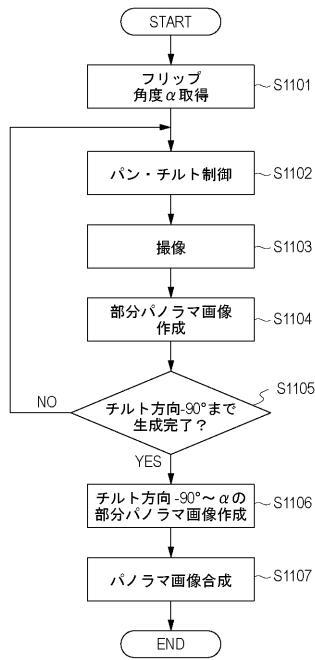 START
フリップ
角度α取得
S1101
パン・チルト制御
S1102
撮像
S1103
部分パノラマ画像
作成
S1104
チルト方向-90°まで
生成完了？
S1105
NO
YES
チルト方向-90°～αの
部分パノラマ画像作成
S1106
パノラマ画像合成
S1107
END